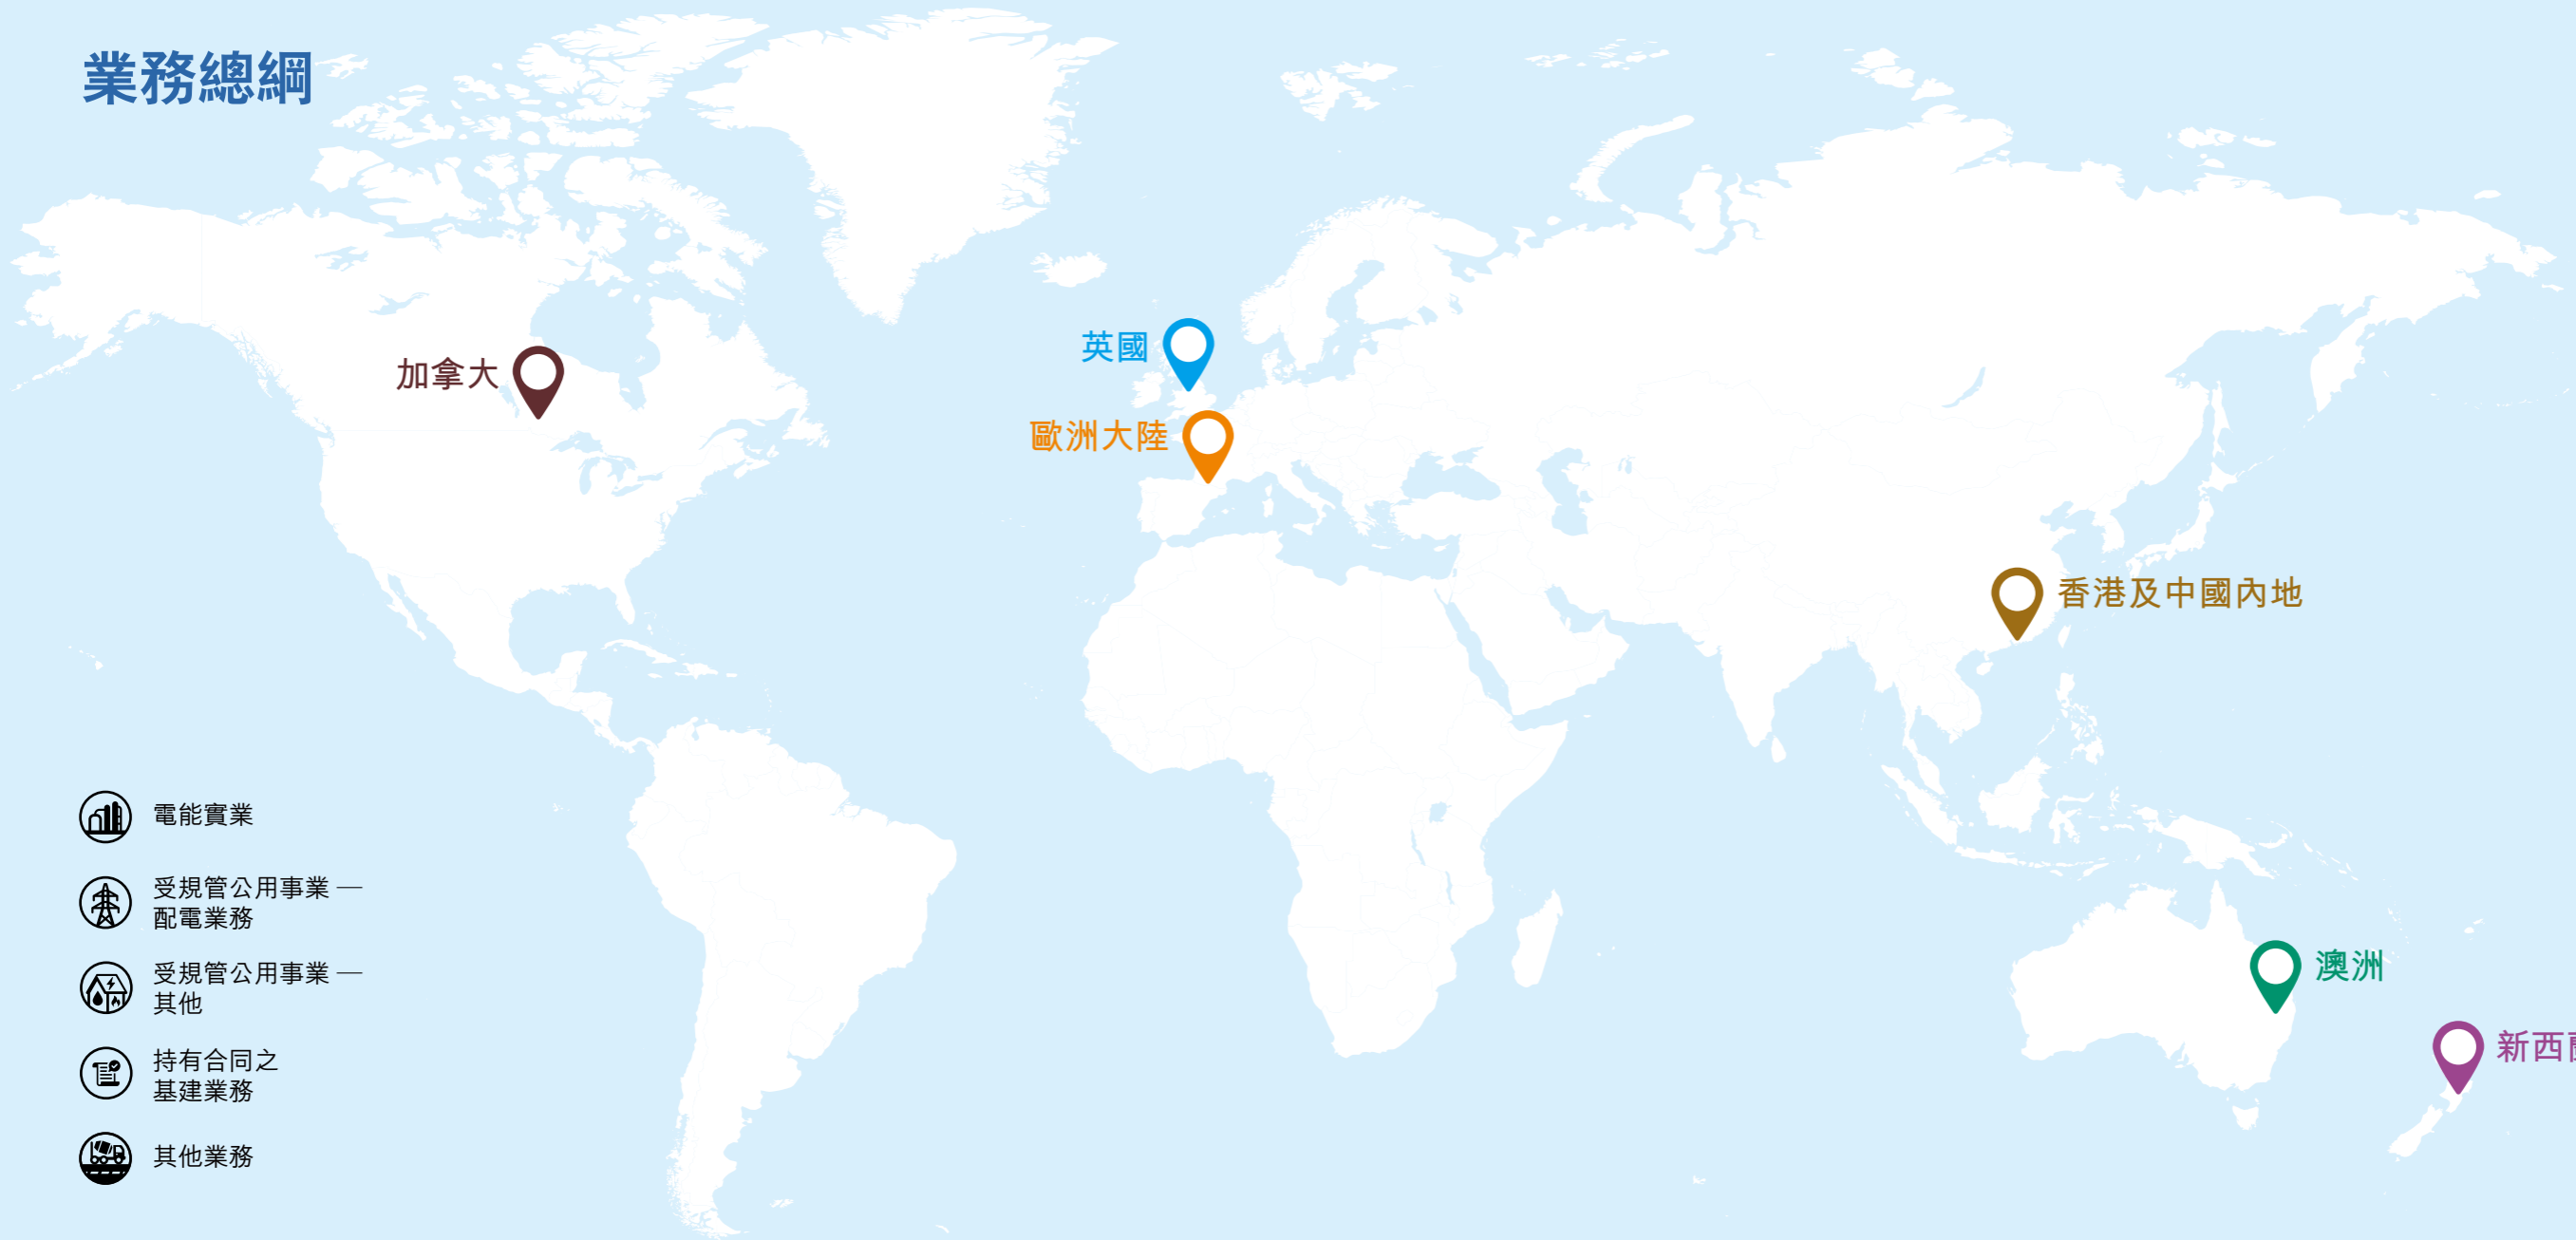 業務總綱
英國
加拿大
歐洲大陸
香港及中國內地
澳洲
新西
電能實業
受規管公用事業 —
配電業務
受規管公用事業 —
其他
持有合同之
基建業務
其他業務